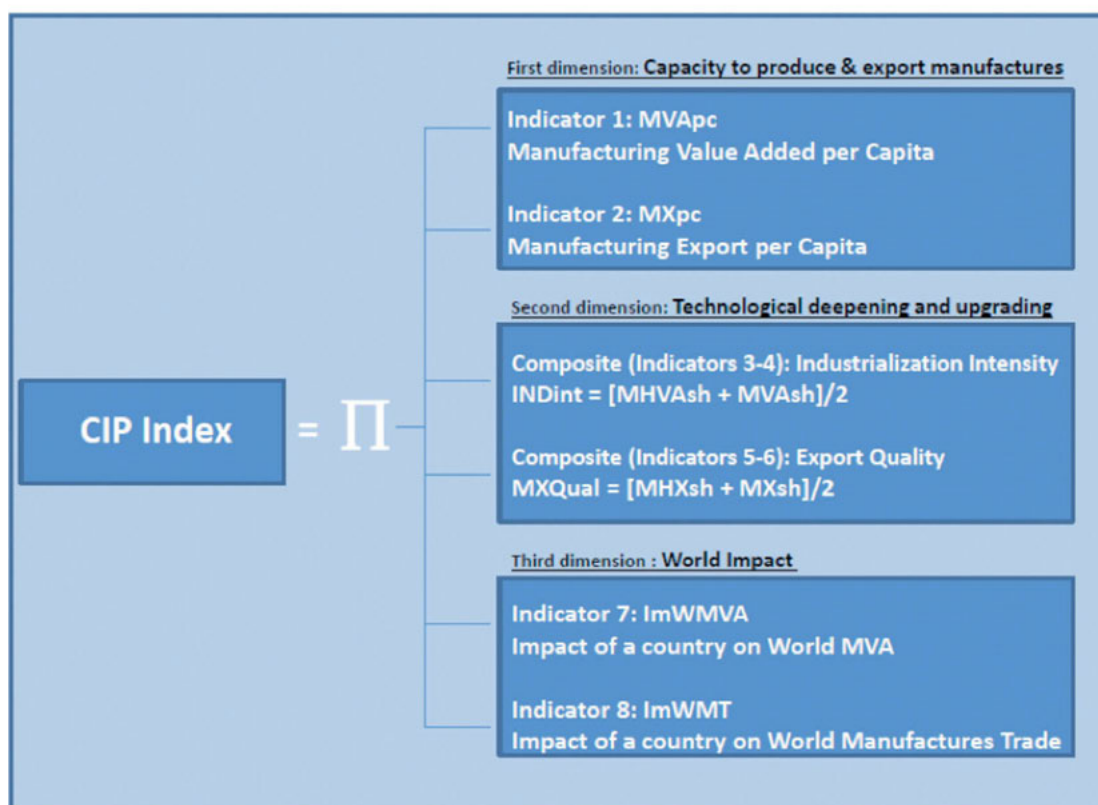 First dimension: Capacity to produce & export manufactures
Indicator 1: MVApc
Manufacturing Value Added per Capita
Indicator 2: MXpc
Manufacturing Export per Capita
Second dimension: Technological deepening and upgrading
Composite (Indicators 3-4): Industrialization Intensity
INDint = [MHVAsh + MVAsh]/2
CIP Index = ∏
Composite (Indicators 5-6): Export Quality
MXQual = [MHXsh + MXsh]/2
Third dimension : World Impact
Indicator 7: ImWMVA
Impact of a country on World MVA
Indicator 8: ImWMT
Impact of a country on World Manufactures Trade